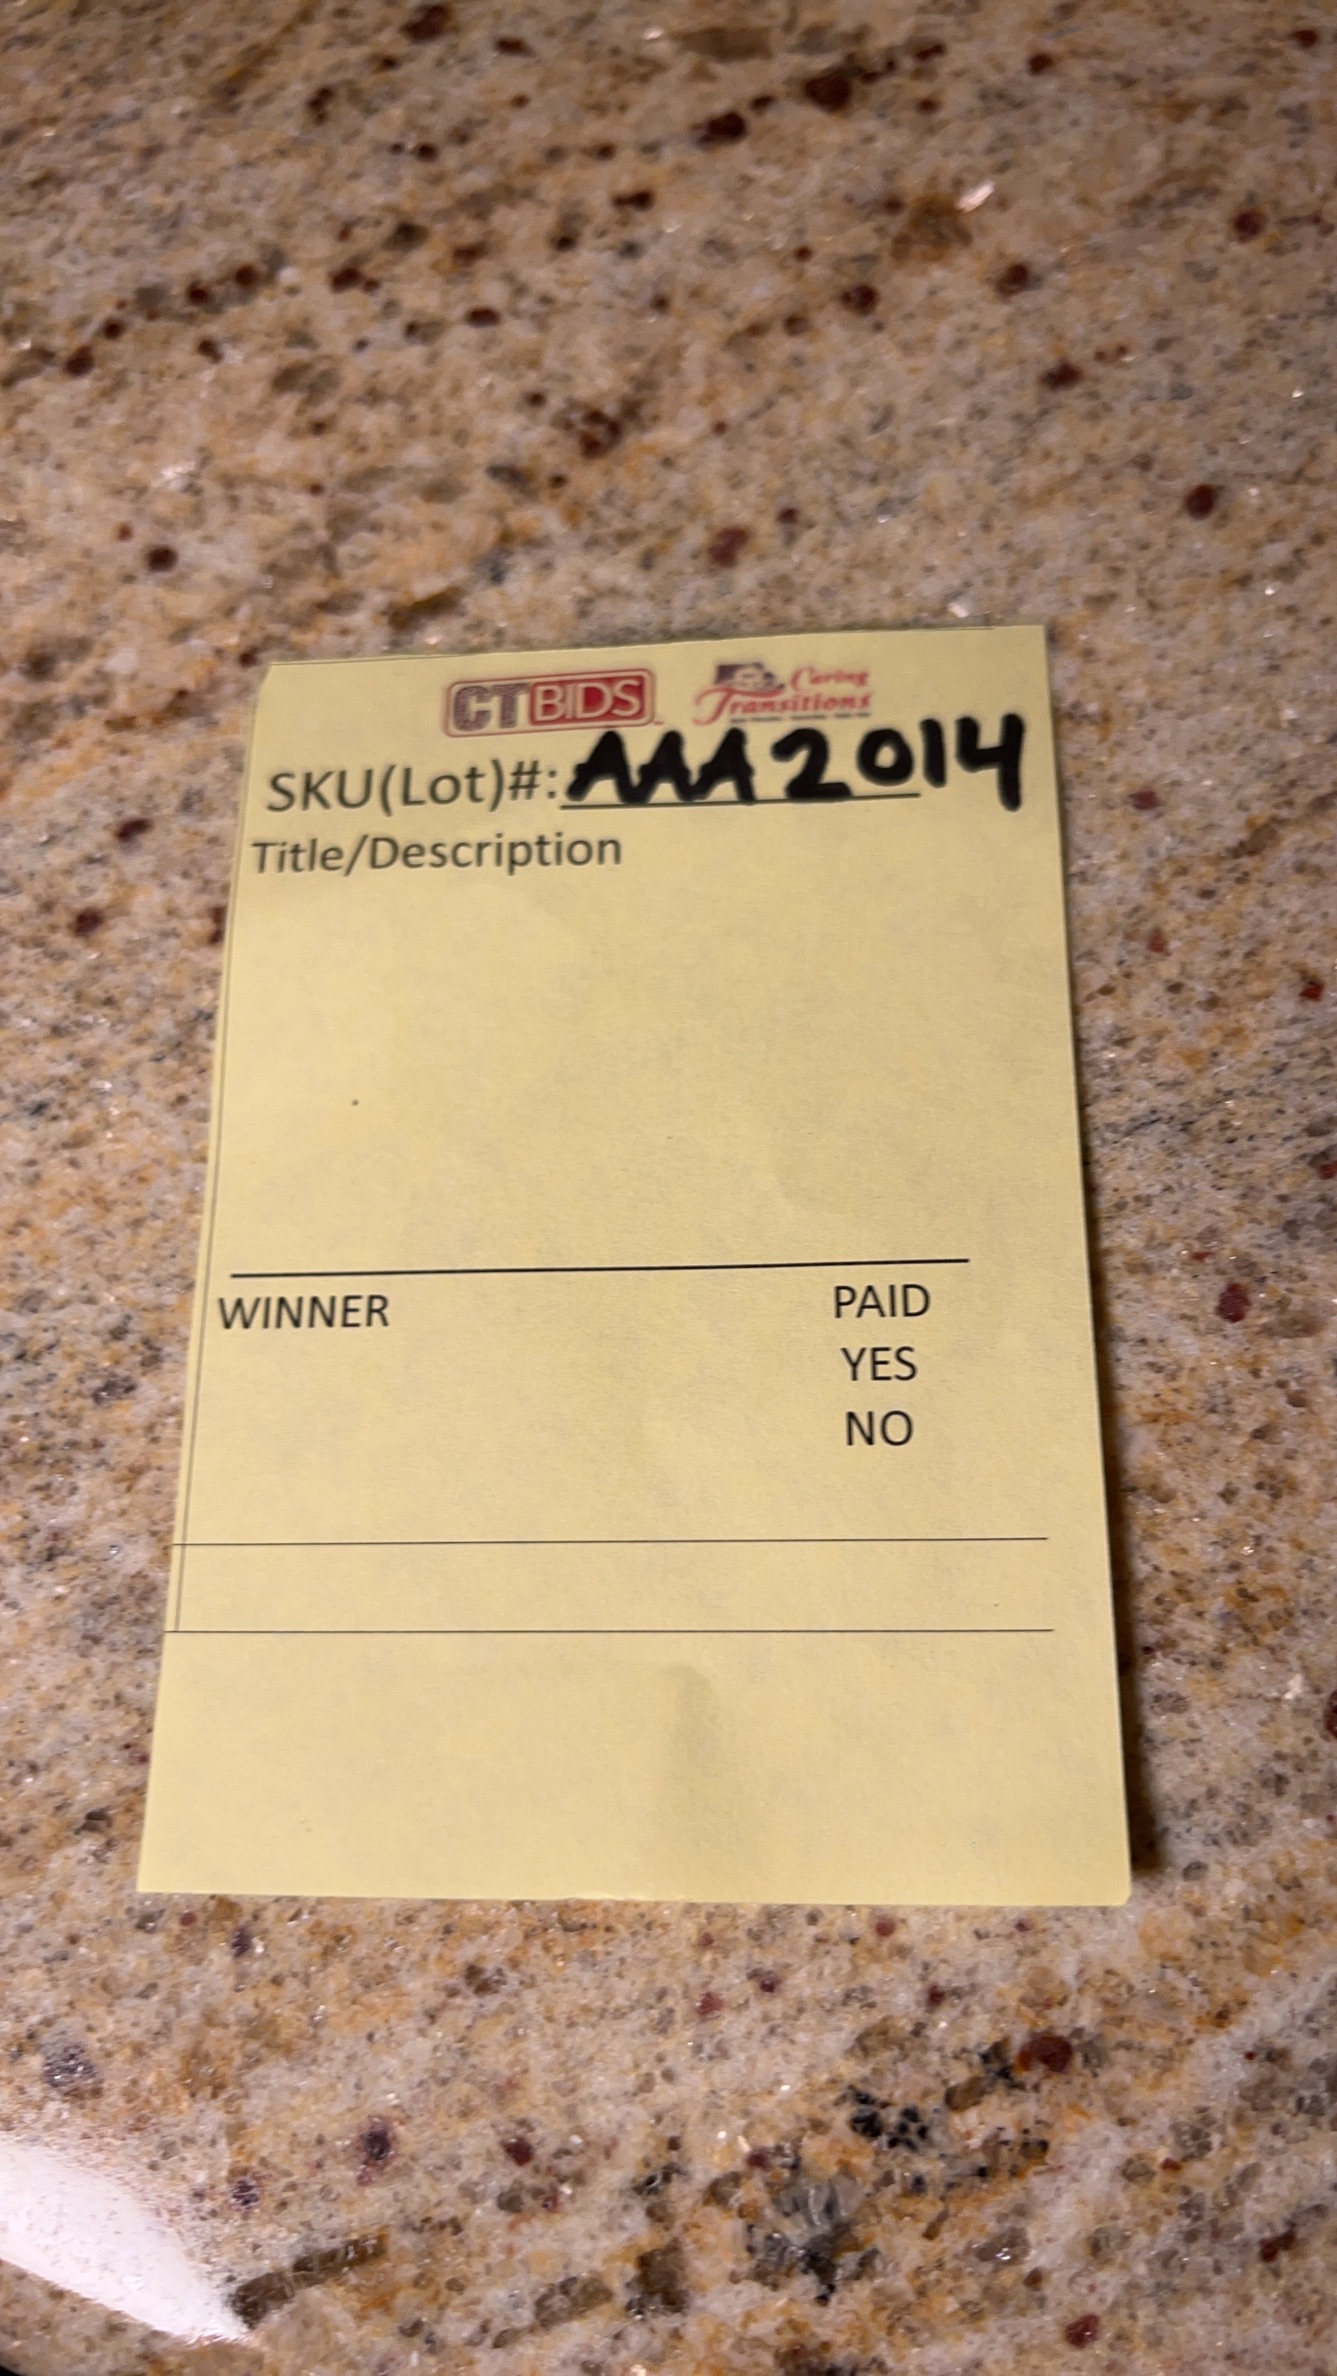 CTBIDS Caring Transitions
SKU(Lot)#: AAA2014
Title/Description
WINNER PAID
YES
NO